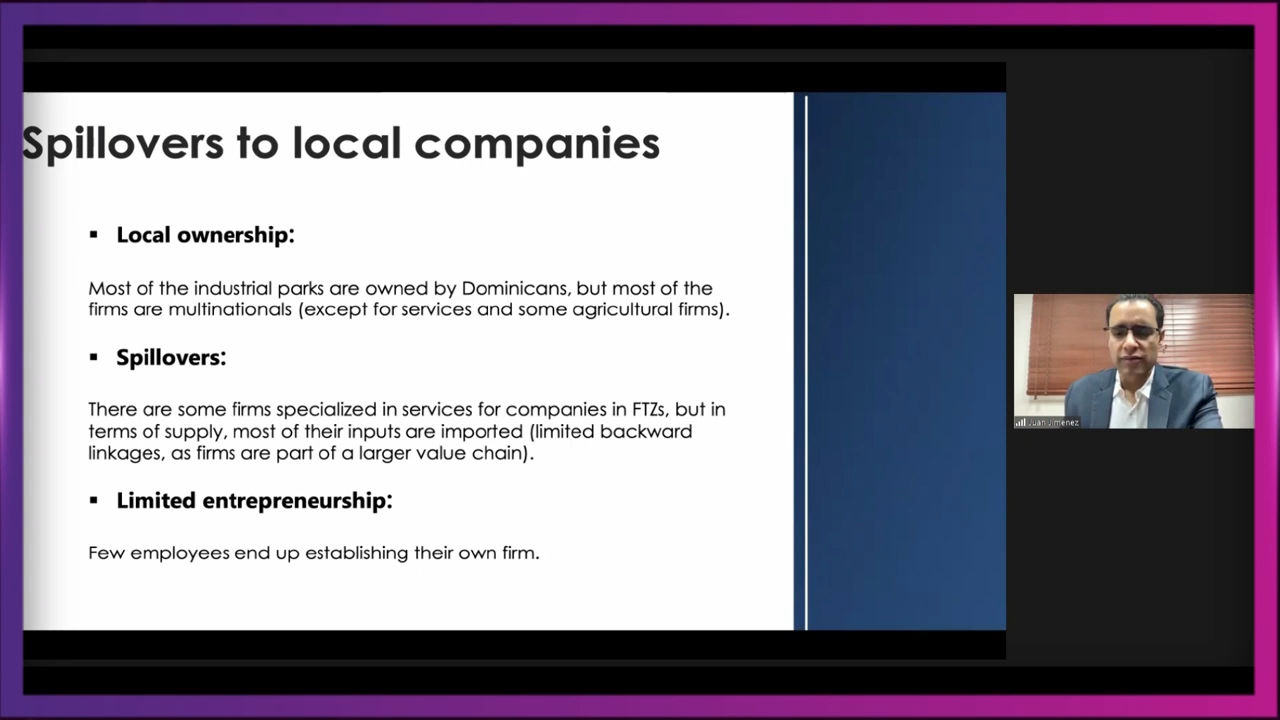 Spillovers to local companies
▪ Local ownership:
Most of the industrial parks are owned by Dominicans, but most of the
firms are multinationals (except for services and some agricultural firms).
▪ Spillovers:
There are some firms specialized in services for companies in FTZs, but in
terms of supply, most of their inputs are imported (limited backward
linkages, as firms are part of a larger value chain).
▪ Limited entrepreneurship:
Few employees end up establishing their own firm.
Juan Jimenez